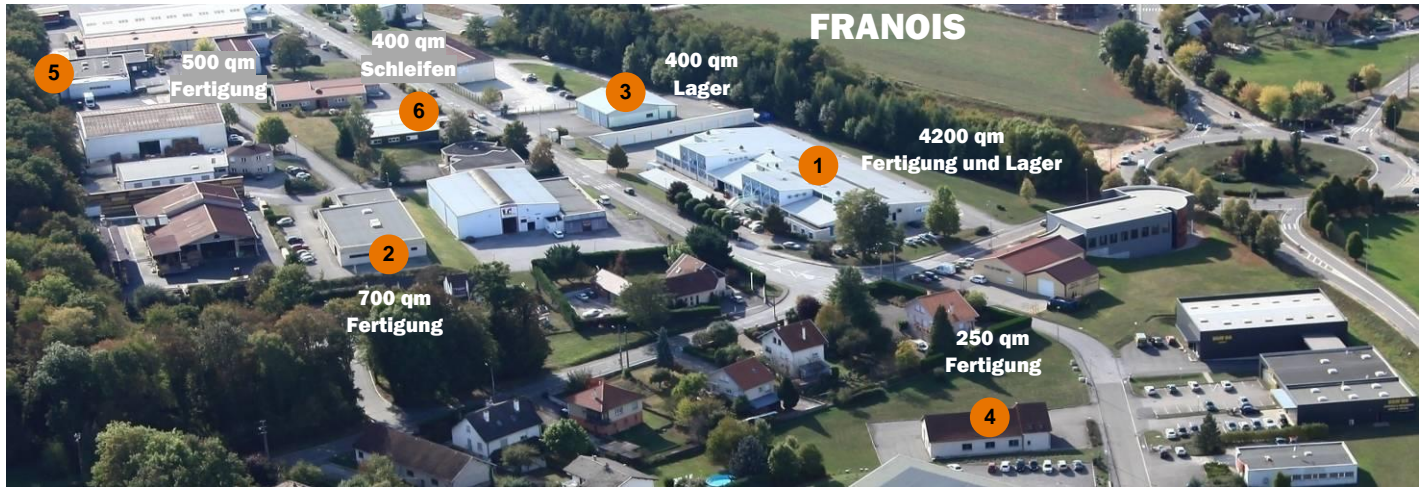 FRANOIS
5
500 qm
Fertigung
400 qm
Schleifen
6
3
400 qm
Lager
1
4200 qm
Fertigung und Lager
2
700 qm
Fertigung
250 qm
Fertigung
4